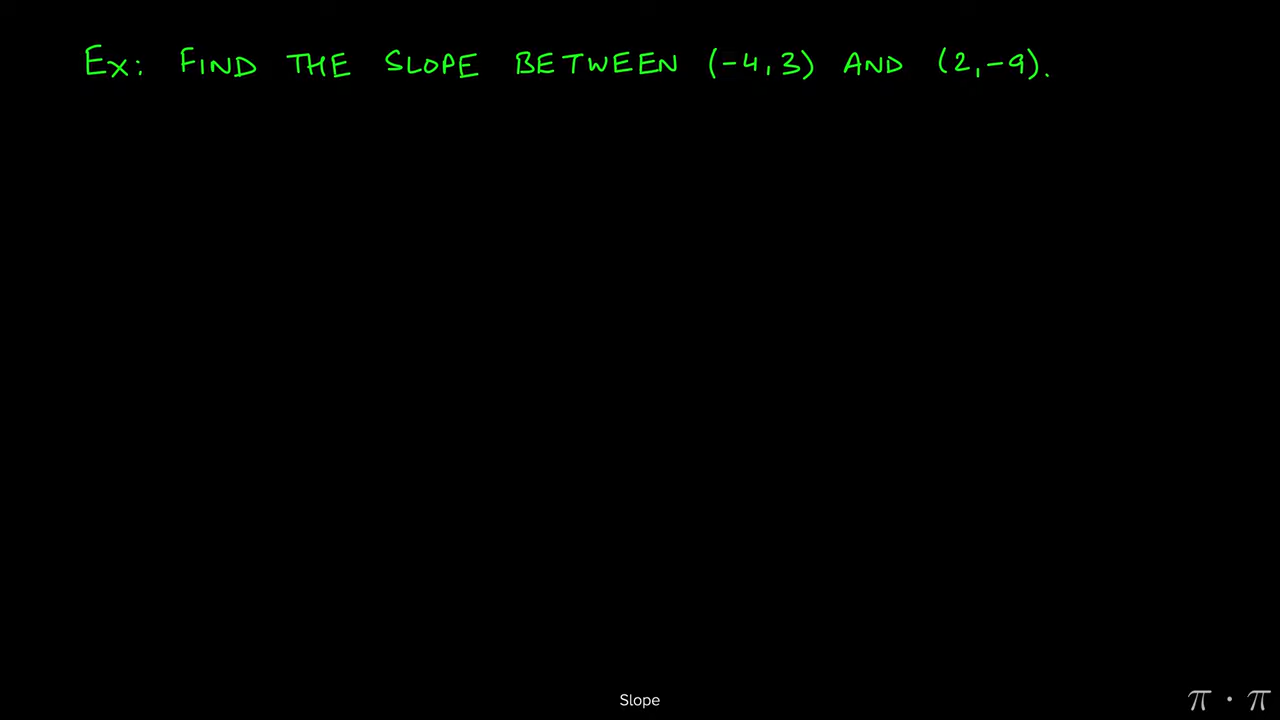 Ex: FIND THE SLOPE BETWEEN (-4,3) AND (2,-9).
Slope
π · π